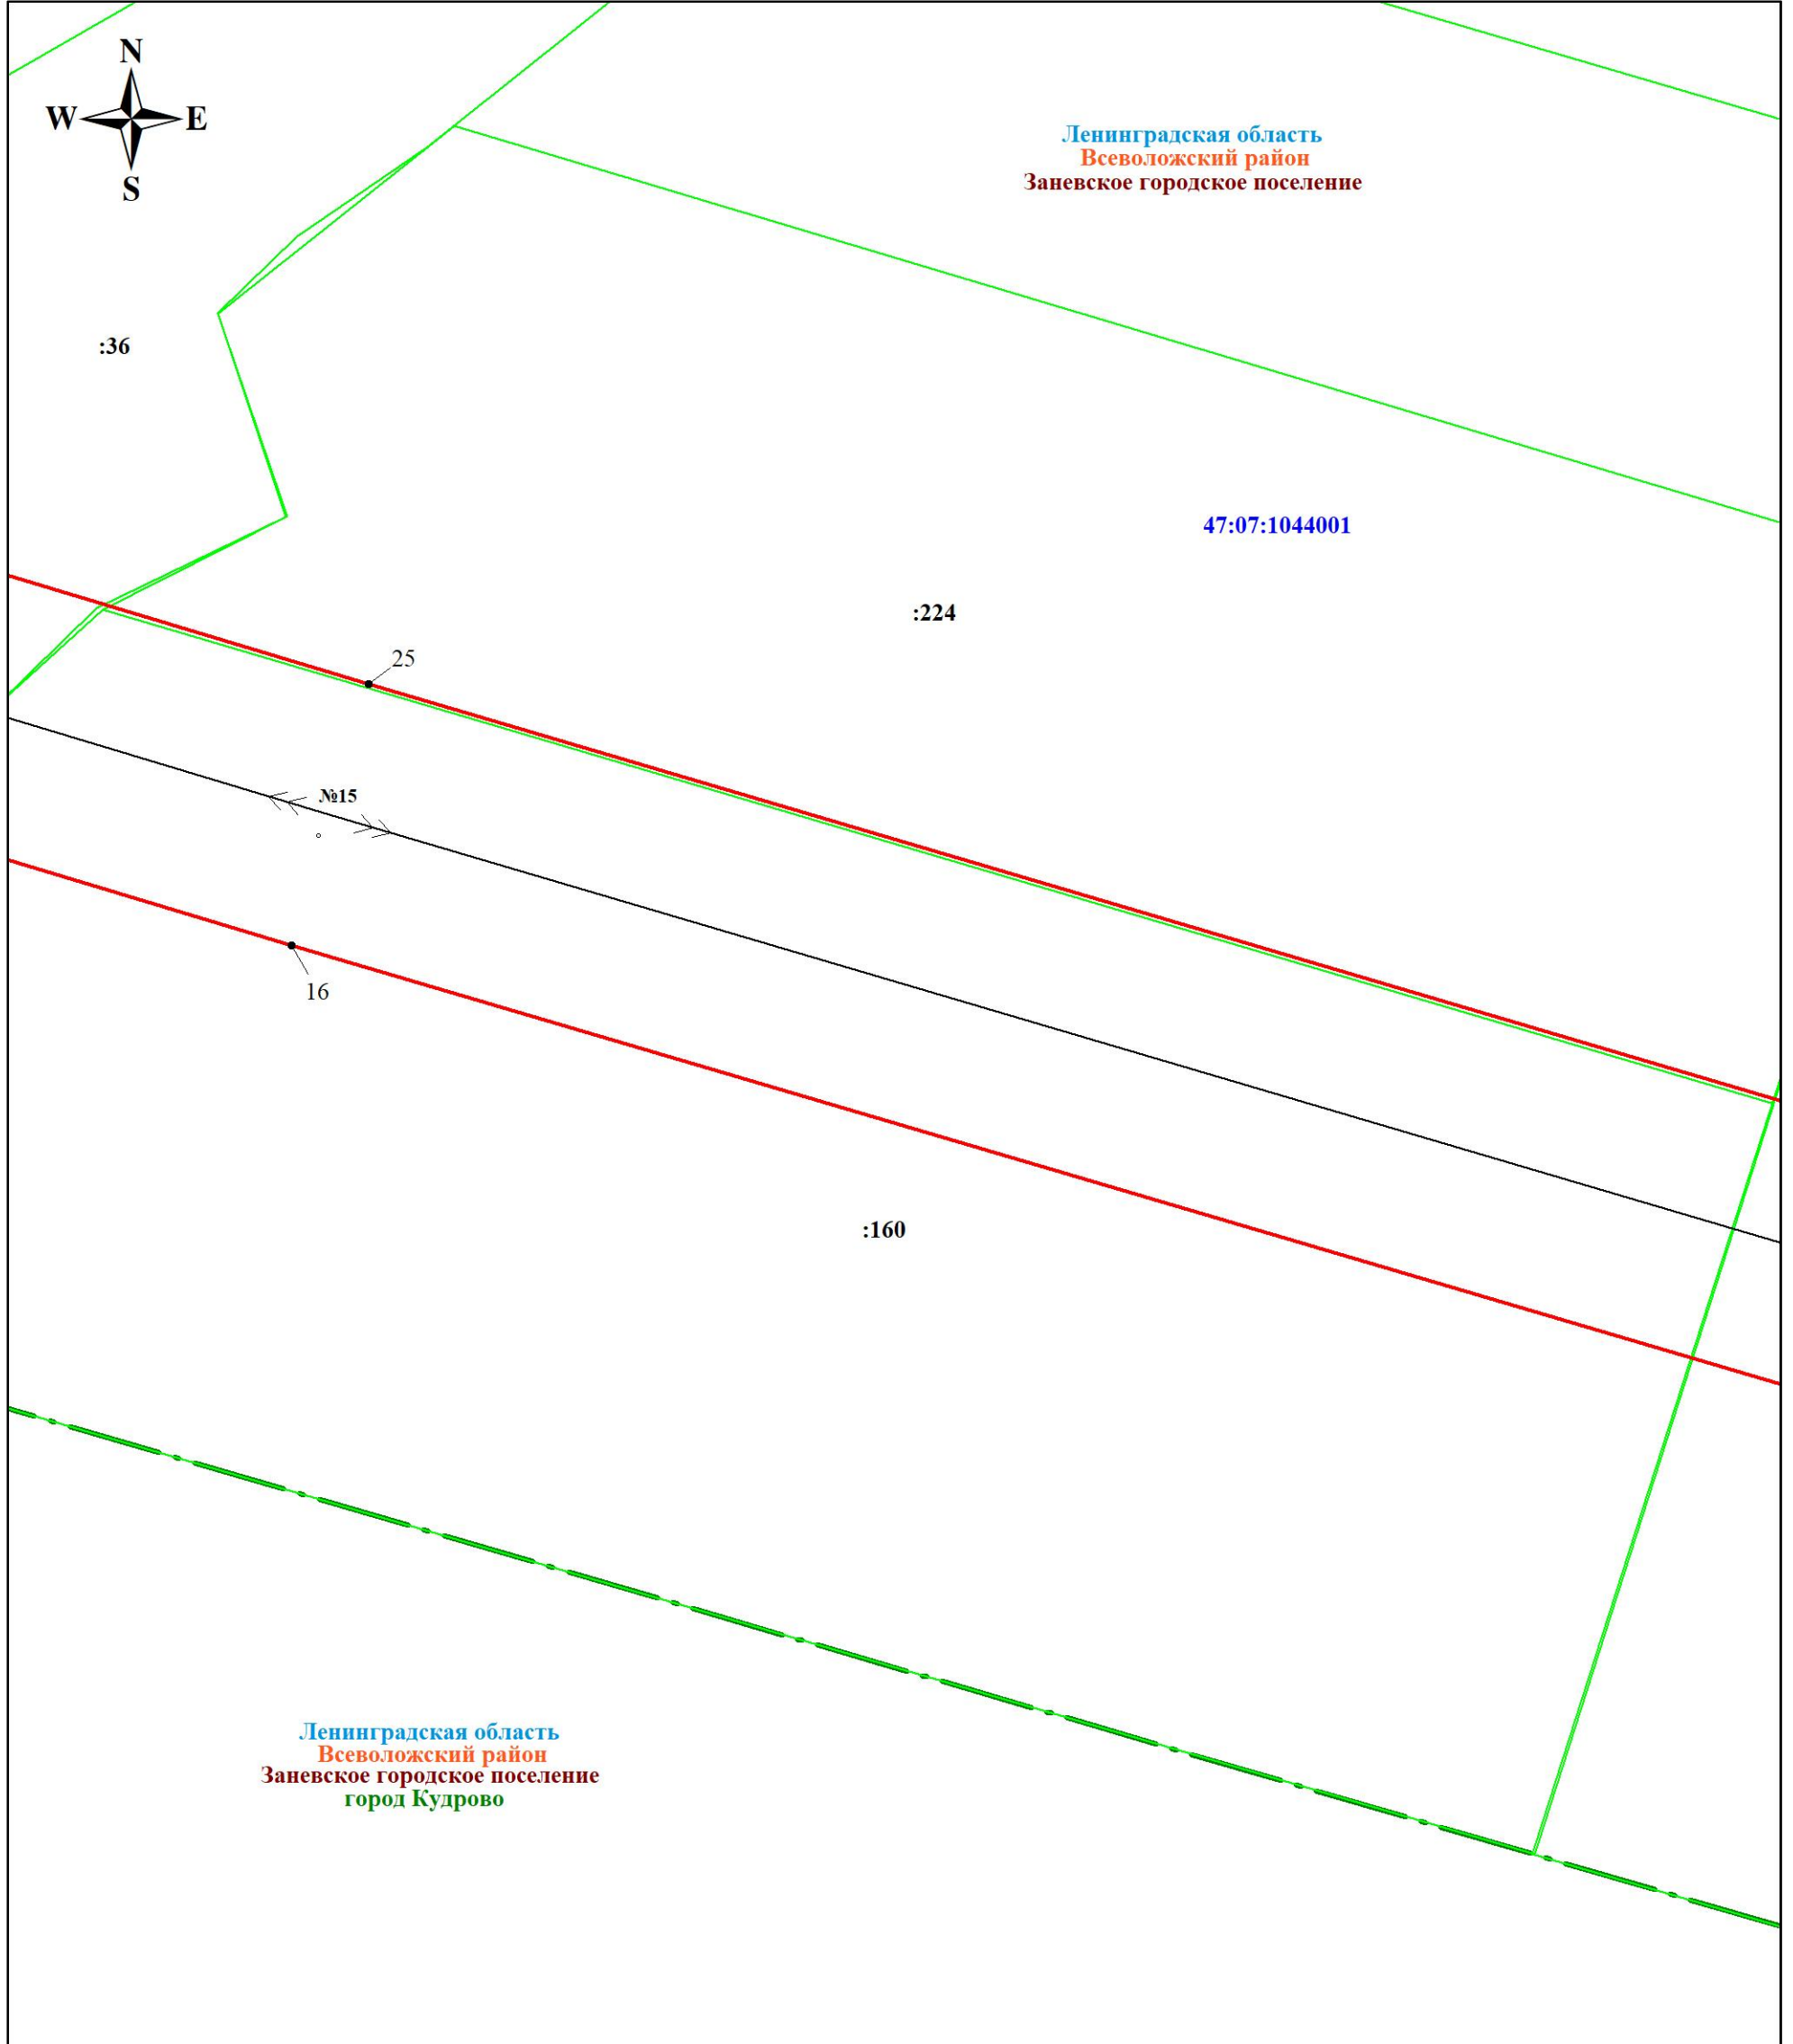 N
W E
S
Ленинградская область
Всеволожский район
Заневское городское поселение
:36
47:07:1044001
:224
25
№15
16
:160
Ленинградская область
Всеволожский район
Заневское городское поселение
город Кудрово